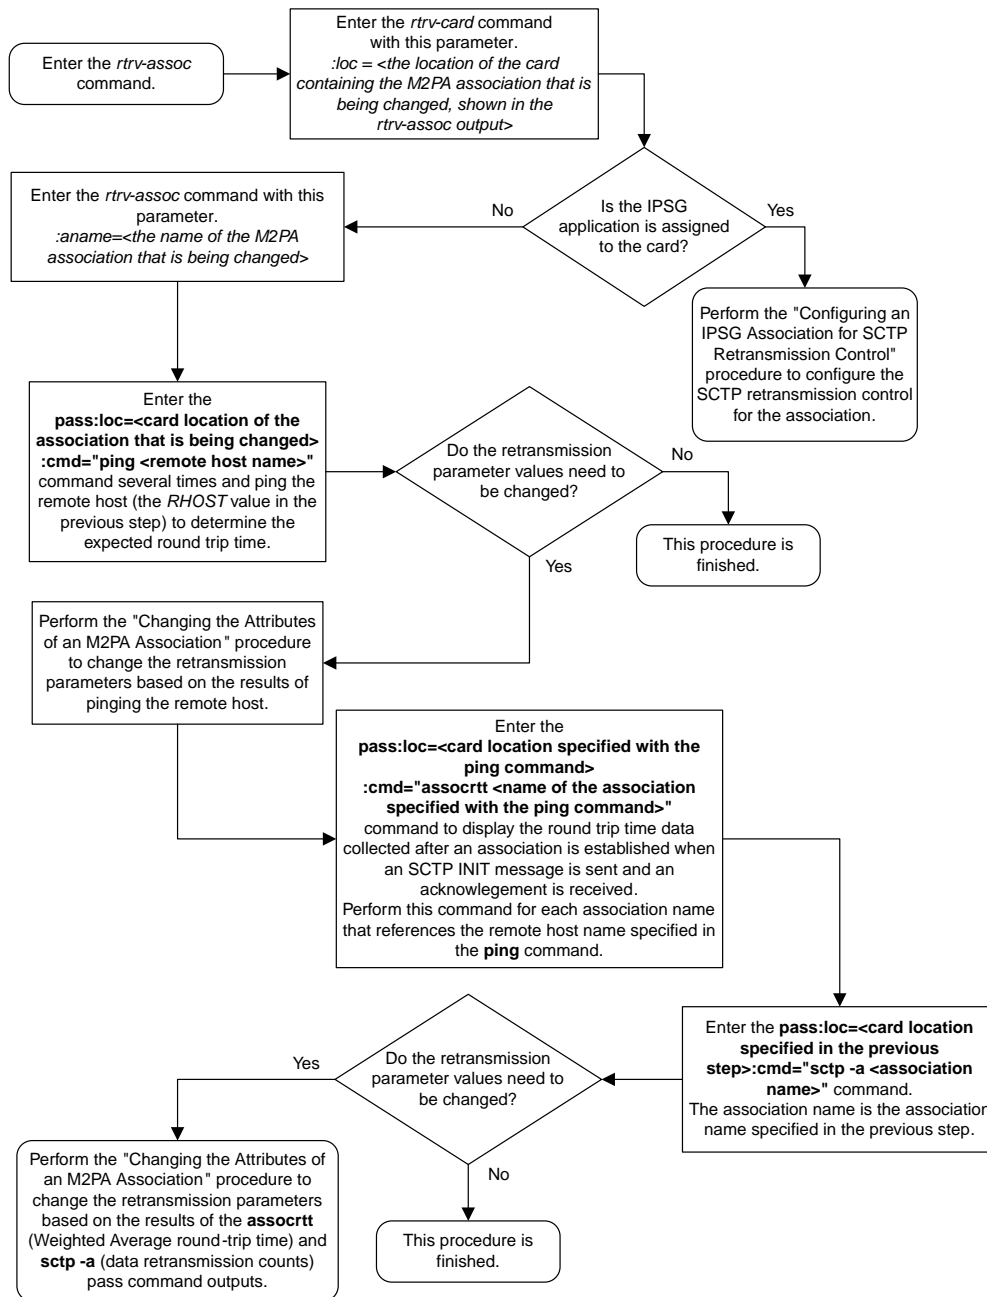 Enter the rtrv-assoc
command.
Enter the rtrv-card command
with this parameter.
:loc = <the location of the card
containing the M2PA association that is
being changed, shown in the
rtrv-assoc output>
Is the IPSG
application is assigned
to the card?
No
Yes
Enter the rtrv-assoc command with this
parameter.
:aname=<the name of the M2PA
association that is being changed>
Perform the "Configuring an
IPSG Association for SCTP
Retransmission Control"
procedure to configure the
SCTP retransmission control
for the association.
Enter the
pass:loc=<card location of the
association that is being changed>
:cmd="ping <remote host name>"
command several times and ping the
remote host (the RHOST value in the
previous step) to determine the
expected round trip time.
Do the retransmission
parameter values need to
be changed?
No
Yes
This procedure is
finished.
Perform the "Changing the Attributes
of an M2PA Association" procedure
to change the retransmission
parameters based on the results of
pinging the remote host.
Enter the
pass:loc=<card location specified with the
ping command>
:cmd="assocrtt <name of the association
specified with the ping command>"
command to display the round trip time data
collected after an association is established when
an SCTP INIT message is sent and an
acknowlegement is received.
Perform this command for each association name
that references the remote host name specified in
the ping command.
Enter the pass:loc=<card location
specified in the previous
step>:cmd="sctp -a <association
name>" command.
The association name is the association
name specified in the previous step.
Do the retransmission
parameter values need to
be changed?
Yes
No
Perform the "Changing the Attributes of
an M2PA Association" procedure to
change the retransmission parameters
based on the results of the assocrtt
(Weighted Average round-trip time) and
sctp -a (data retransmission counts)
pass command outputs.
This procedure is
finished.